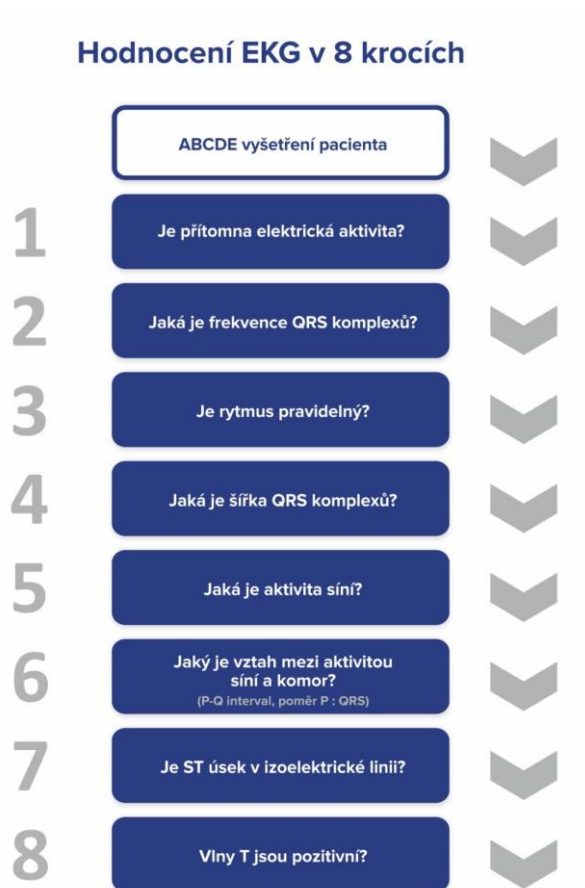 Hodnocení EKG v 8 krocích
ABCDE vyšetření pacienta
1
Je přítomna elektrická aktivita?
2
Jaká je frekvence QRS komplexů?
3
Je rytmus pravidelný?
4
Jaká je šířka QRS komplexů?
5
Jaká je aktivita síní?
6
Jaký je vztah mezi aktivitou
síní a komor?
(P-Q interval, poměr P : QRS)
7
Je ST úsek v izoelektrické linii?
8
Vlny T jsou pozitivní?